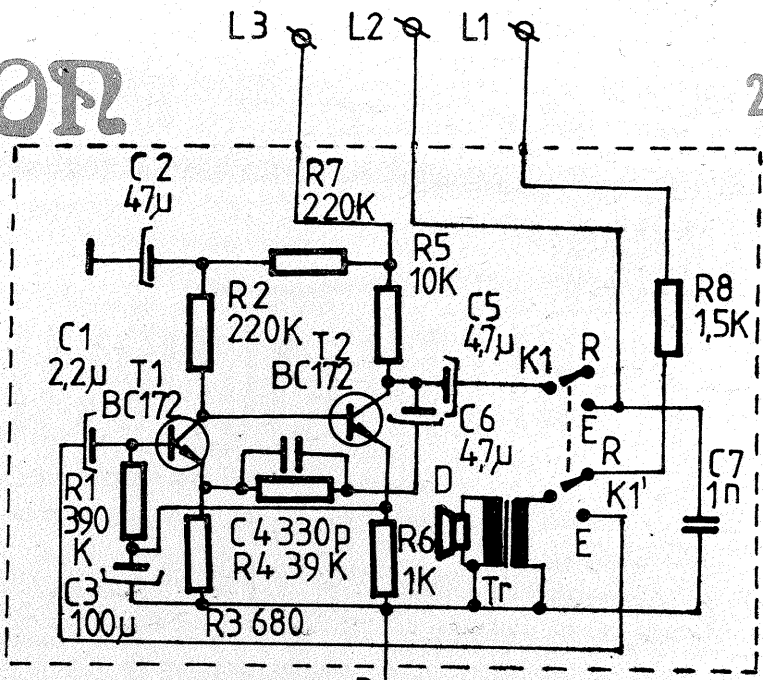 L3 L2 L1
C2
47µ
R7
220K
R5
10K
R2
220K
C5
4,7µ
R8
1,5K
C1
2,2µ
T1
BC172
T2
BC172
K1
R
E
C6
4,7µ
R
K1'
E
C7
1n
D
R1
390
K
C4 330p
R4 39K
R6
1K
Tr
C3
100µ
R3 680